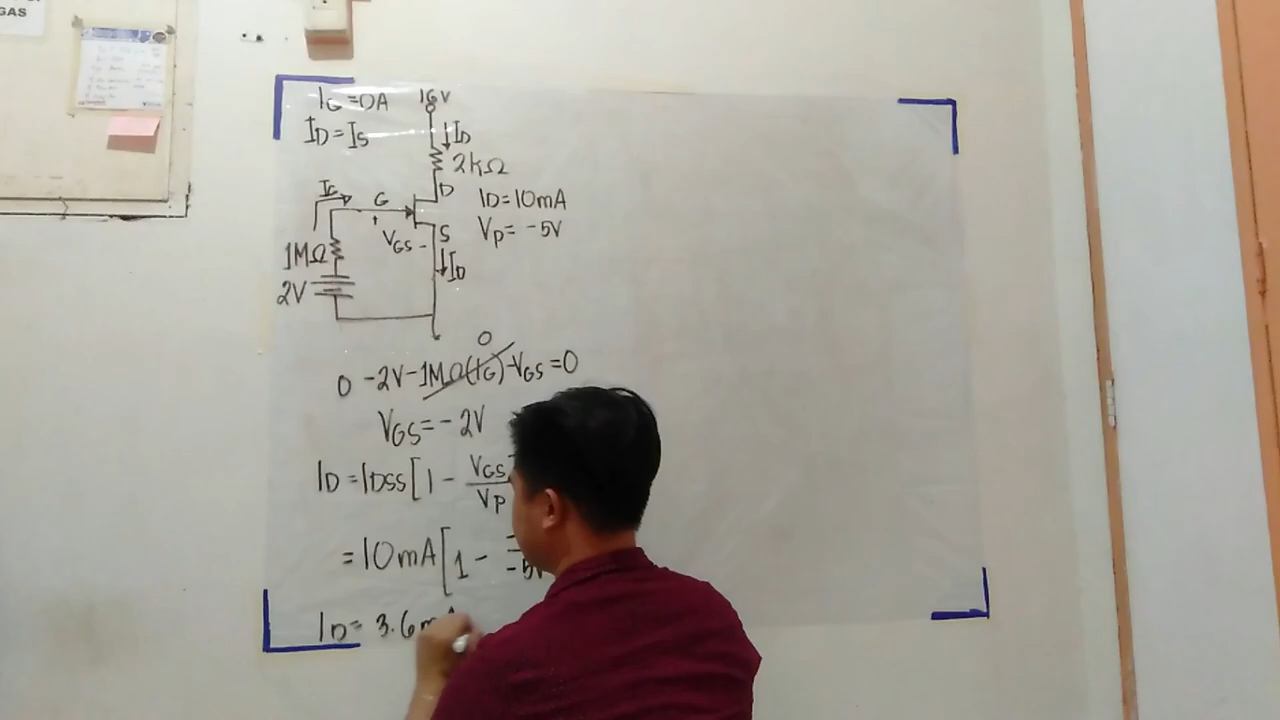 GAS
IG = 0A
ID = IS
16V
ID
2kΩ
D
IG
G
ID = 10mA
VP = -5V
+
VGS -
S
ID
1MΩ
2V
0
0 -2V - 1MΩ(IG) - VGS = 0
VGS = - 2V
ID = IDSS [ 1 - VGS / VP
= 10mA [ 1 - - / -5V
ID = 3.6m